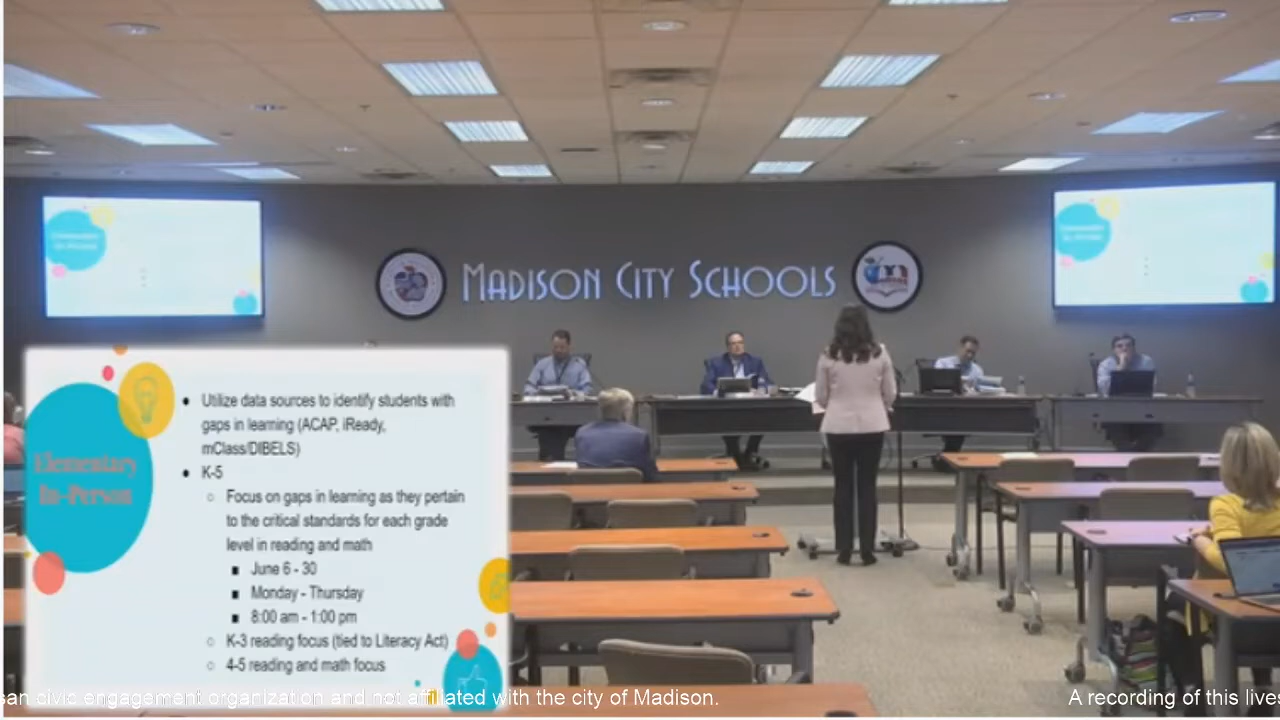 MADISON CITY SCHOOLS
Elementary
In-Person
Utilize data sources to identify students with
gaps in learning (ACAP, iReady,
mClass/DIBELS)
K-5
Focus on gaps in learning as they pertain
to the critical standards for each grade
level in reading and math
June 6 - 30
Monday - Thursday
8:00 am - 1:00 pm
K-3 reading focus (tied to Literacy Act)
4-5 reading and math focus
san civic engagement organization and not affiliated with the city of Madison.
A recording of this lives